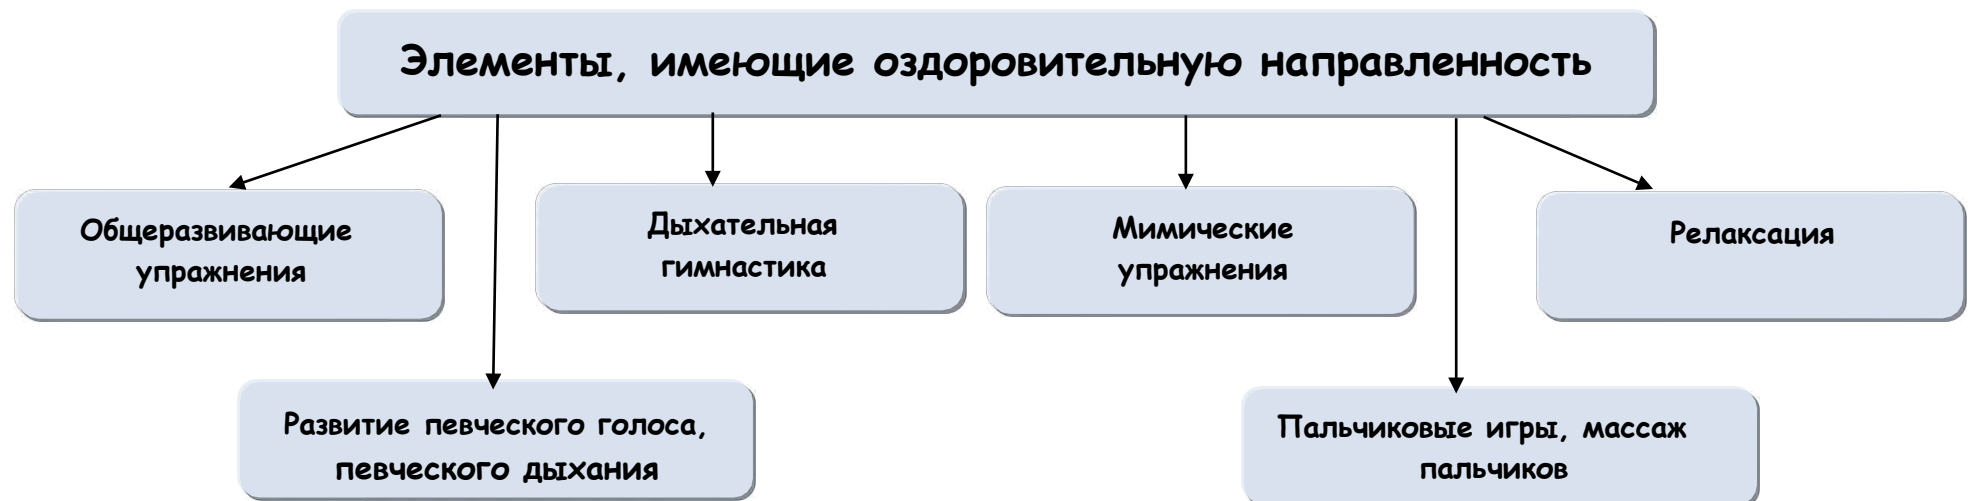 Элементы, имеющие оздоровительную направленность
Общеразвивающие
упражнения
Дыхательная
гимнастика
Мимические
упражнения
Релаксация
Развитие певческого голоса,
певческого дыхания
Пальчиковые игры, массаж
пальчиков